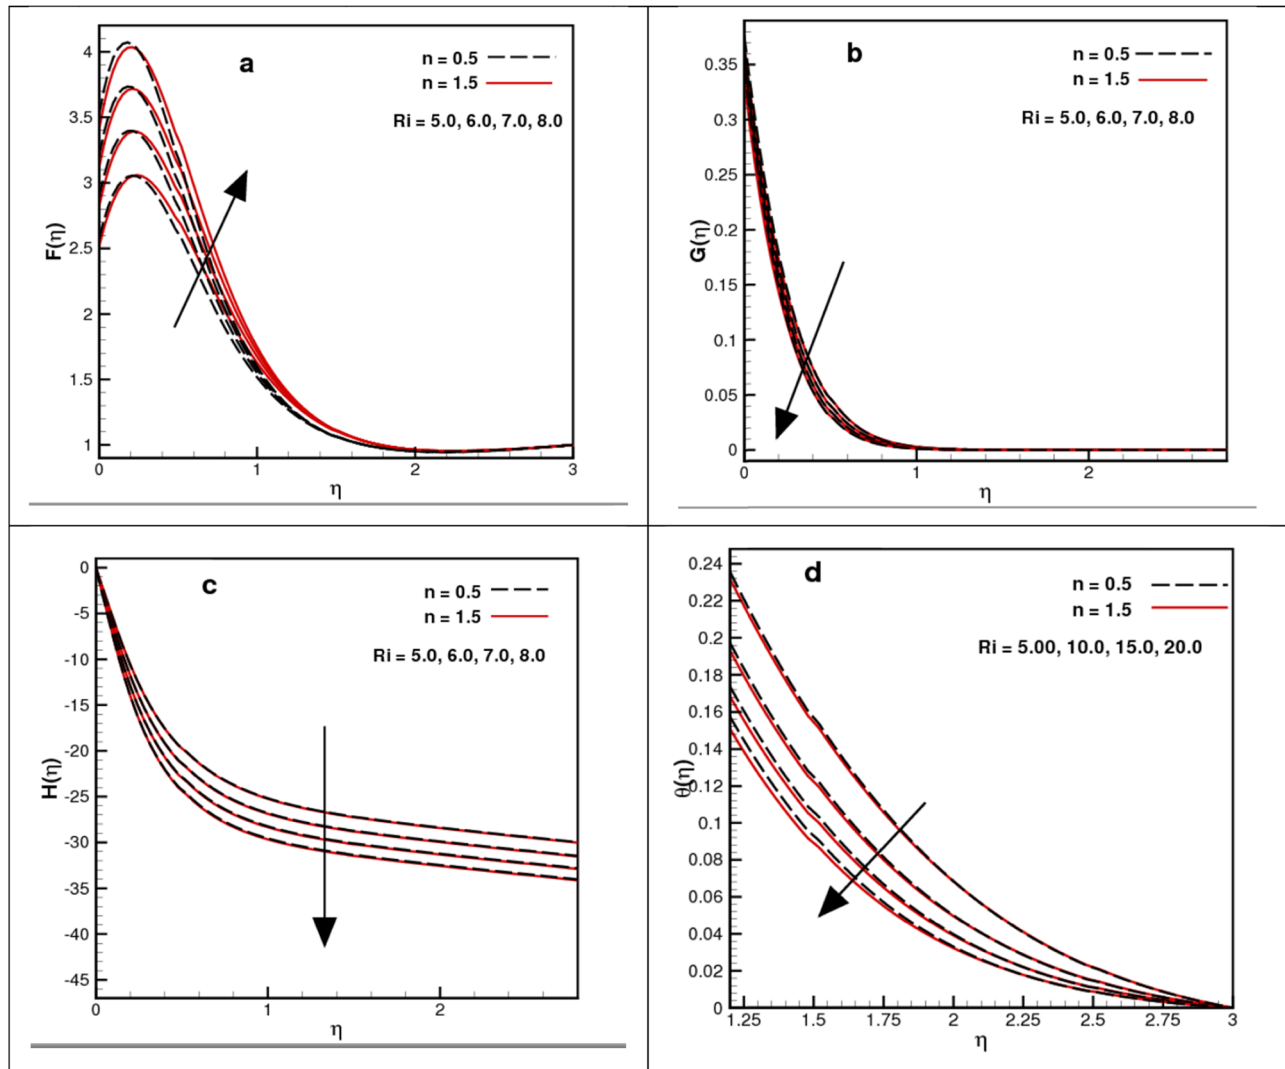 a
n = 0.5
n = 1.5
Ri = 5.0, 6.0, 7.0, 8.0
F(η)
4
3.5
3
2.5
2
1.5
1
0 1 2 3
η
b
n = 0.5
n = 1.5
Ri = 5.0, 6.0, 7.0, 8.0
G(η)
0.35
0.3
0.25
0.2
0.15
0.1
0.05
0
0 1 2
η
c
n = 0.5
n = 1.5
Ri = 5.0, 6.0, 7.0, 8.0
H(η)
0
-5
-10
-15
-20
-25
-30
-35
-40
-45
0 1 2
η
d
n = 0.5
n = 1.5
Ri = 5.00, 10.0, 15.0, 20.0
θ(η)
0.24
0.22
0.2
0.18
0.16
0.14
0.12
0.1
0.08
0.06
0.04
0.02
0
1.25 1.5 1.75 2 2.25 2.5 2.75 3
η